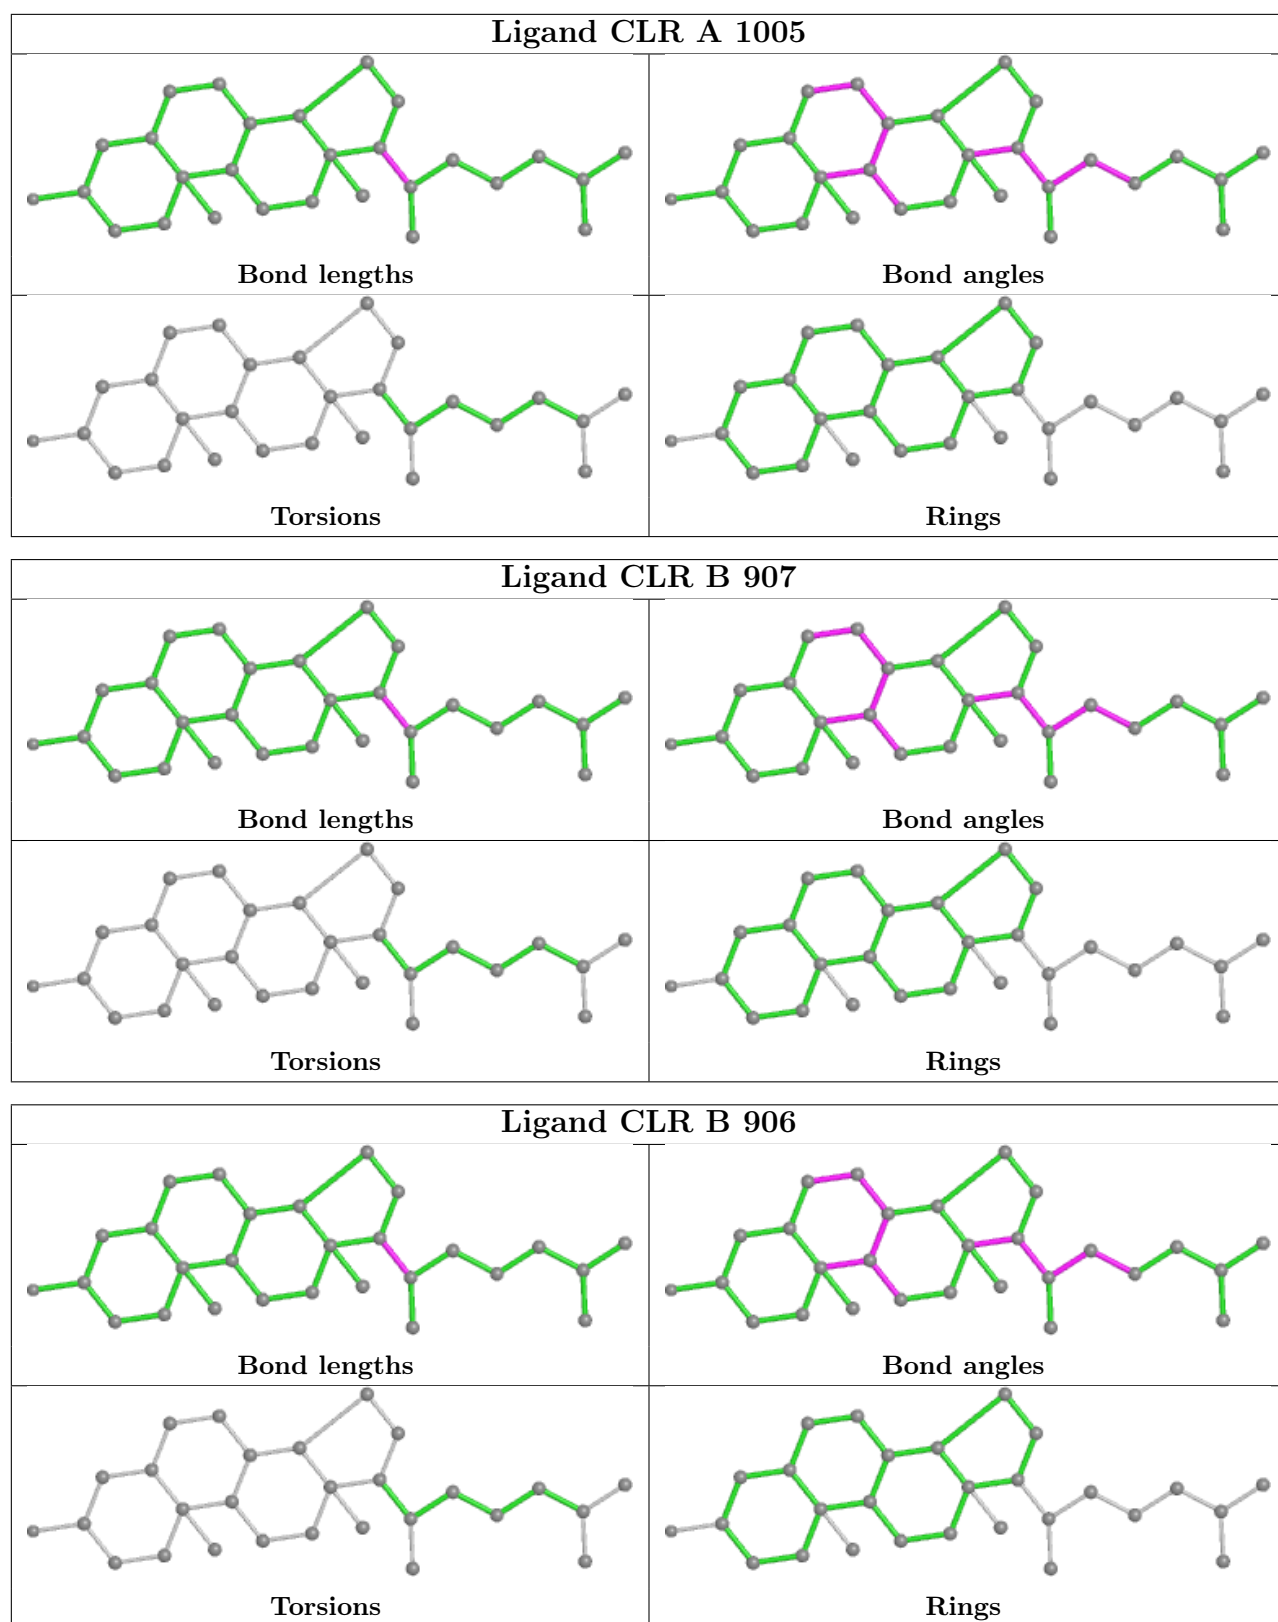 Ligand CLR A 1005
Bond lengths
Bond angles
Torsions
Rings
Ligand CLR B 907
Bond lengths
Bond angles
Torsions
Rings
Ligand CLR B 906
Bond lengths
Bond angles
Torsions
Rings